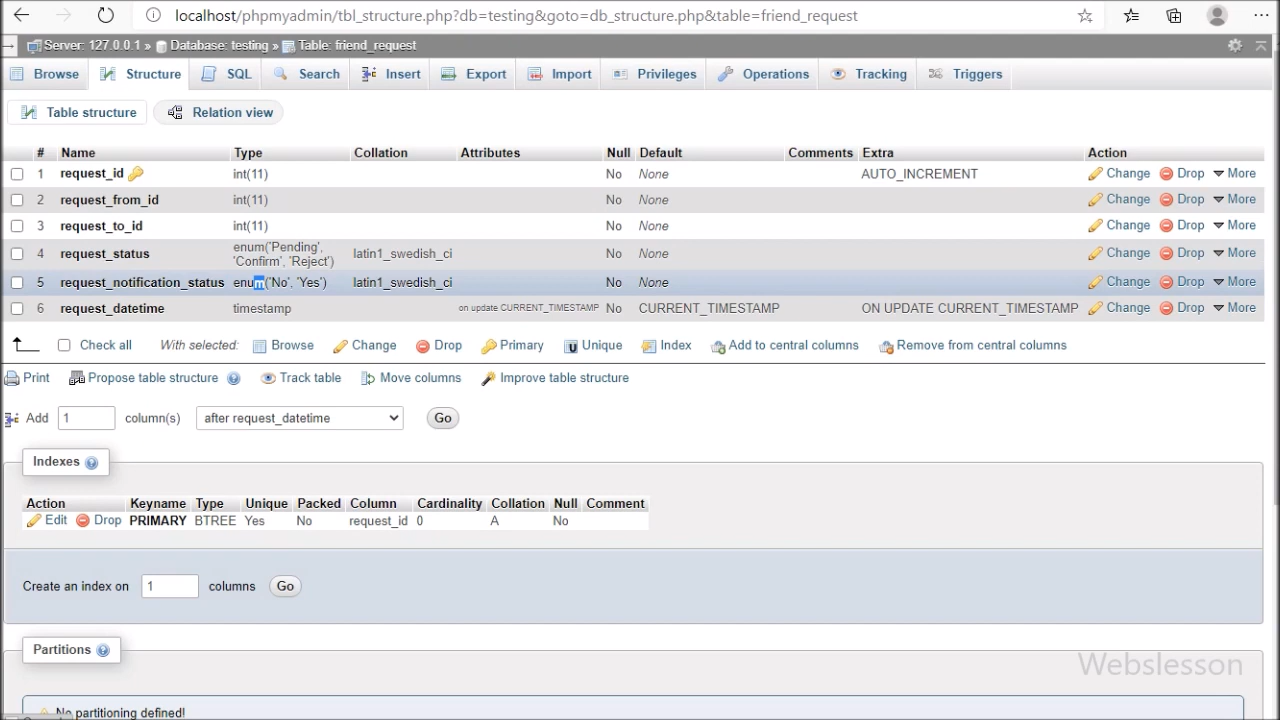 localhost/phpmyadmin/tbl_structure.php?db=testing&goto=db_structure.php&table=friend_request
Server: 127.0.0.1 » Database: testing » Table: friend_request
Browse Structure SQL Search Insert Export Import Privileges Operations Tracking Triggers
Table structure Relation view
# Name Type Collation Attributes Null Default Comments Extra Action
1 request_id int(11) No None AUTO_INCREMENT Change Drop More
2 request_from_id int(11) No None Change Drop More
3 request_to_id int(11) No None Change Drop More
4 request_status enum('Pending', 'Confirm', 'Reject') latin1_swedish_ci No None Change Drop More
5 request_notification_status enum('No', 'Yes') latin1_swedish_ci No None Change Drop More
6 request_datetime timestamp on update CURRENT_TIMESTAMP No CURRENT_TIMESTAMP ON UPDATE CURRENT_TIMESTAMP Change Drop More
Check all With selected: Browse Change Drop Primary Unique Index Add to central columns Remove from central columns
Print Propose table structure Track table Move columns Improve table structure
Add 1 column(s) after request_datetime Go
Indexes
Action Keyname Type Unique Packed Column Cardinality Collation Null Comment
Edit Drop PRIMARY BTREE Yes No request_id 0 A No
Create an index on 1 columns Go
Partitions
Webslesson
No partitioning defined!